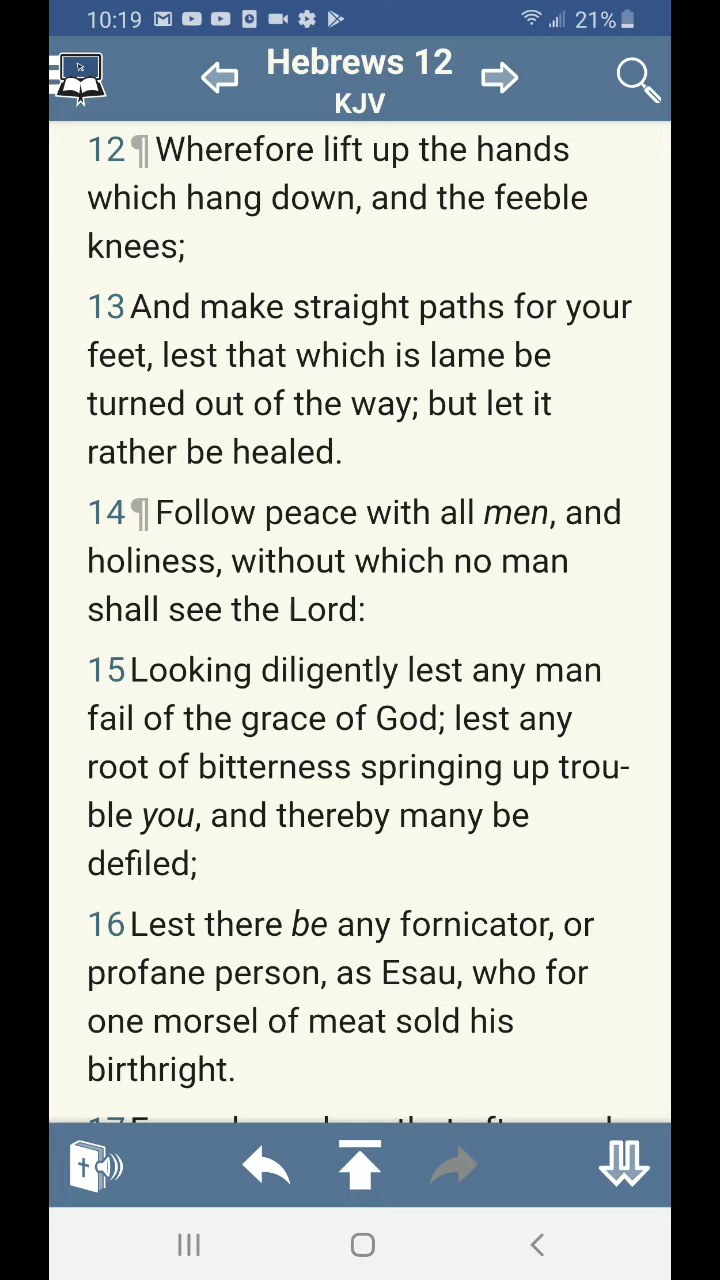 10:19 21%
Hebrews 12
KJV
12 ¶ Wherefore lift up the hands
which hang down, and the feeble
knees;
13 And make straight paths for your
feet, lest that which is lame be
turned out of the way; but let it
rather be healed.
14 ¶ Follow peace with all men, and
holiness, without which no man
shall see the Lord:
15 Looking diligently lest any man
fail of the grace of God; lest any
root of bitterness springing up trou-
ble you, and thereby many be
defiled;
16 Lest there be any fornicator, or
profane person, as Esau, who for
one morsel of meat sold his
birthright.